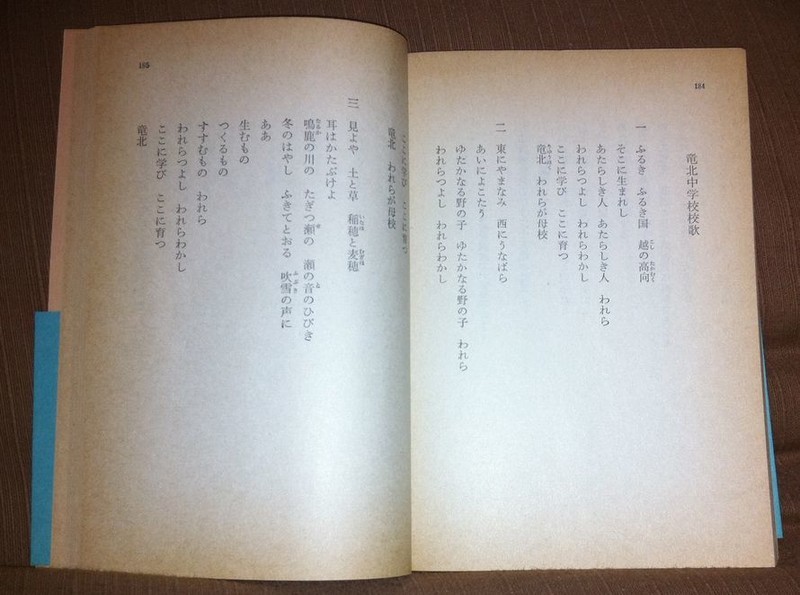 184
竜北中学校校歌
一 ふるき ふるき国 越の高向
そこに生まれし
あたらしき人 あたらしき人 われら
われらつよし われらわかし
ここに学び ここに育つ
竜北 われらが母校
二 東にやまなみ 西にうなばら
あいによこたう
ゆたかなる野の子 ゆたかなる野の子 われら
われらつよし われらわかし
185
ここに学び ここに育つ
竜北 われらが母校
三 見よや 土と草 稲穂と麦穂
耳はかたぶけよ
鳴鹿の川の たぎつ瀬の 瀬の音のひびき
冬のはやし ふきてとおる 吹雪の声に
ああ
生むもの
つくるもの
すすむもの われら
われらつよし われらわかし
ここに学び ここに育つ
竜北